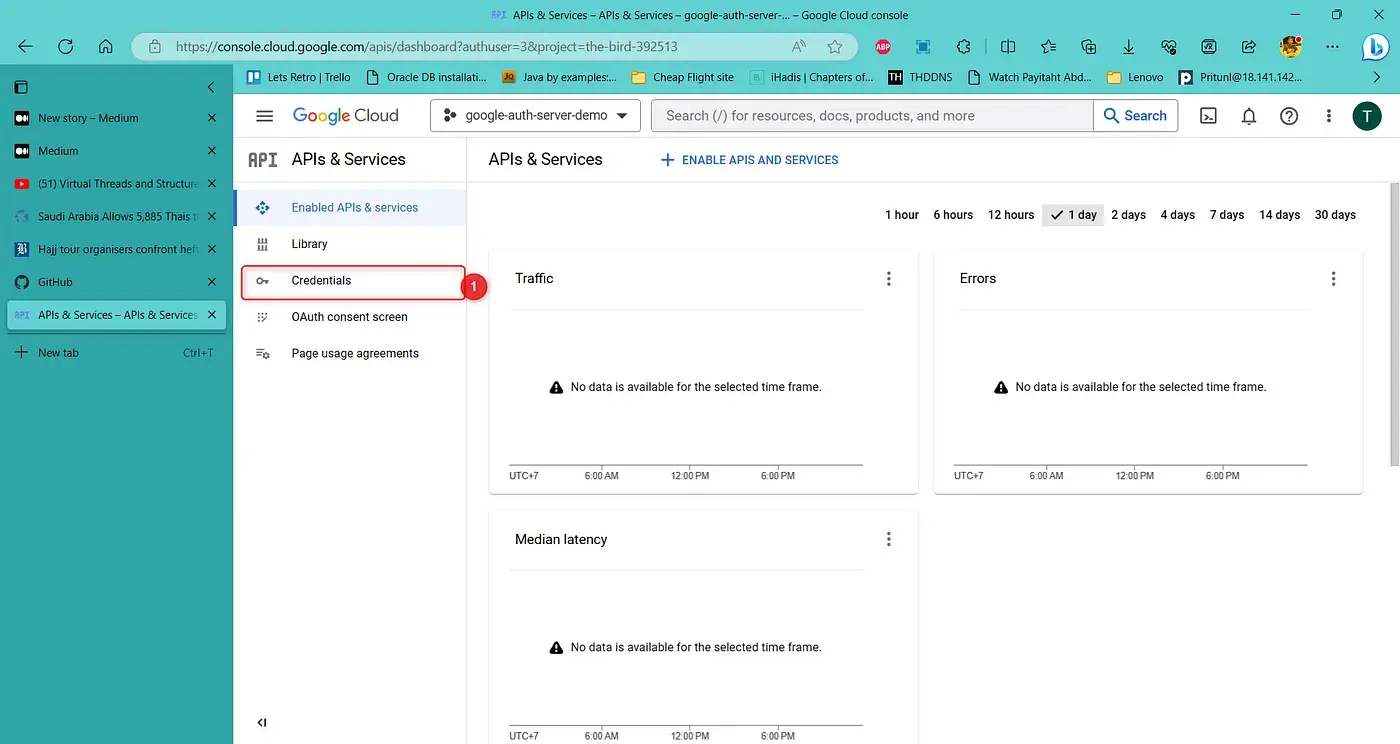 API APIs & Services – APIs & Services – google-auth-server-... – Google Cloud console
https://console.cloud.google.com/apis/dashboard?authuser=3&project=the-bird-392513
ABP
Lets Retro | Trello
Oracle DB installati...
JQ Java by examples:...
Cheap Flight site
iHadis | Chapters of...
TH THDDNS
Watch Payitaht Abd...
Lenovo
Pritunl@18.141.142...
New story – Medium
Medium
(51) Virtual Threads and Structure
Saudi Arabia Allows 5,885 Thais t
Hajj tour organisers confront heft
GitHub
API APIs & Services – APIs & Services
New tab Ctrl+T
Google Cloud
google-auth-server-demo
Search (/) for resources, docs, products, and more
Search
T
API APIs & Services
Enabled APIs & services
Library
Credentials
1
OAuth consent screen
Page usage agreements
APIs & Services
ENABLE APIS AND SERVICES
1 hour 6 hours 12 hours 1 day 2 days 4 days 7 days 14 days 30 days
Traffic
No data is available for the selected time frame.
UTC+7 6:00 AM 12:00 PM 6:00 PM
Errors
No data is available for the selected time frame.
UTC+7 6:00 AM 12:00 PM 6:00 PM
Median latency
No data is available for the selected time frame.
UTC+7 6:00 AM 12:00 PM 6:00 PM